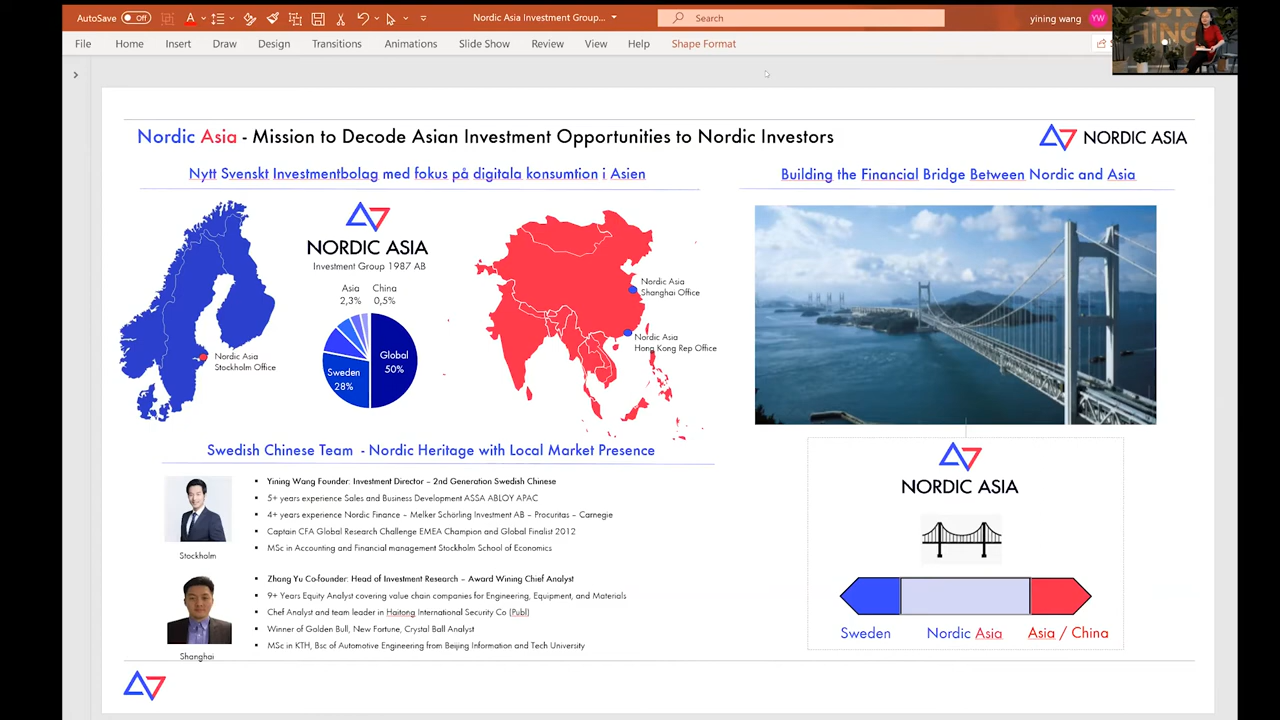 AutoSave Off
Nordic Asia Investment Group...
Search
yining wang YW
File Home Insert Draw Design Transitions Animations Slide Show Review View Help Shape Format
Nordic Asia - Mission to Decode Asian Investment Opportunities to Nordic Investors
NORDIC ASIA
Nytt Svenskt Investmentbolag med fokus på digitala konsumtion i Asien
Building the Financial Bridge Between Nordic and Asia
NORDIC ASIA
Investment Group 1987 AB
Asia
2,3%
China
0,5%
Global
50%
Sweden
28%
Nordic Asia
Stockholm Office
Nordic Asia
Shanghai Office
Nordic Asia
Hong Kong Rep Office
Swedish Chinese Team - Nordic Heritage with Local Market Presence
Stockholm
▪ Yining Wang Founder: Investment Director – 2nd Generation Swedish Chinese
▪ 5+ years experience Sales and Business Development ASSA ABLOY APAC
▪ 4+ years experience Nordic Finance – Melker Schörling Investment AB – Procuritas – Carnegie
▪ Captain CFA Global Research Challenge EMEA Champion and Global Finalist 2012
▪ MSc in Accounting and Financial management Stockholm School of Economics
Shanghai
▪ Zhang Yu Co-founder: Head of Investment Research – Award Wining Chief Analyst
▪ 9+ Years Equity Analyst covering value chain companies for Engineering, Equipment, and Materials
▪ Chef Analyst and team leader in Haitong International Security Co (Publ)
▪ Winner of Golden Bull, New Fortune, Crystal Ball Analyst
▪ MSc in KTH, Bsc of Automotive Engineering from Beijing Information and Tech University
NORDIC ASIA
Sweden
Nordic Asia
Asia / China